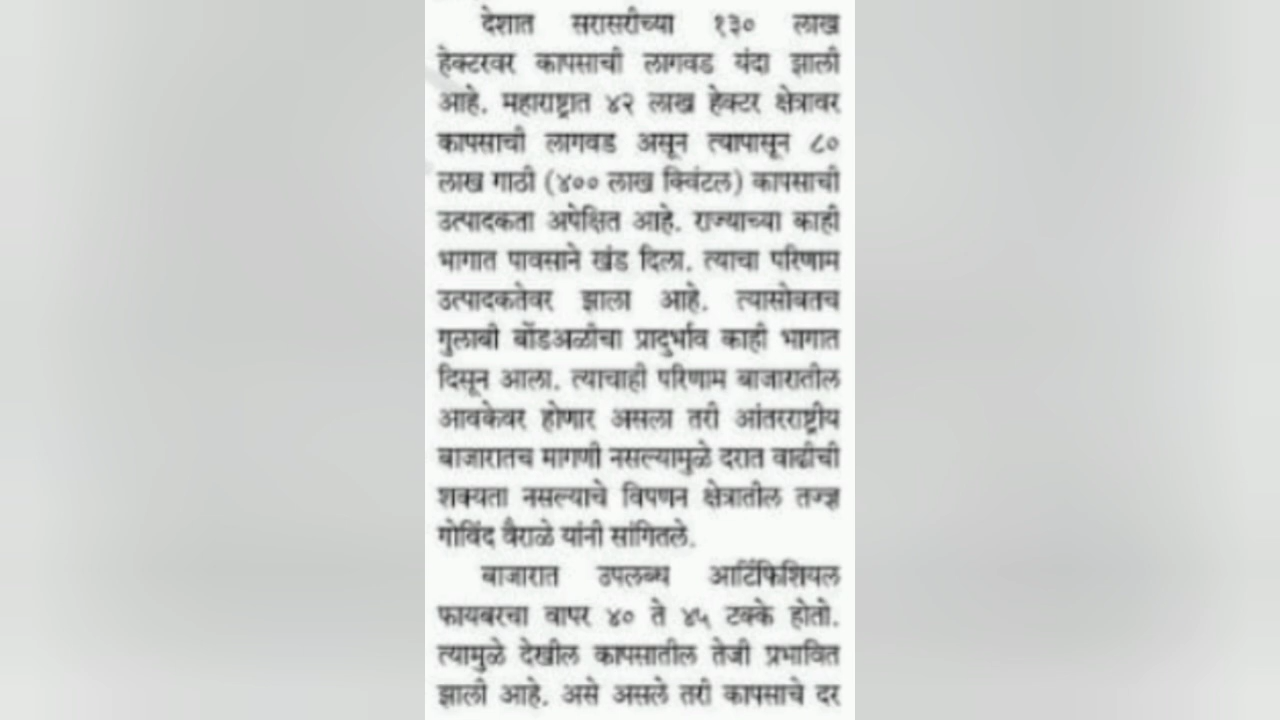 देशात सरासरीच्या १३० लाख
हेक्टरवर कापसाची लागवड यंदा झाली
आहे. महाराष्ट्रात ४२ लाख हेक्टर क्षेत्रावर
कापसाची लागवड असून त्यापासून ८०
लाख गाठी (४०० लाख क्विंटल) कापसाची
उत्पादकता अपेक्षित आहे. राज्याच्या काही
भागात पावसाने खंड दिला. त्याचा परिणाम
उत्पादकतेवर झाला आहे. त्यासोबतच
गुलाबी बोंडअळीचा प्रादुर्भाव काही भागात
दिसून आला. त्याचाही परिणाम बाजारातील
आवकेवर होणार असला तरी आंतरराष्ट्रीय
बाजारातच मागणी नसल्यामुळे दरात वाढीची
शक्यता नसल्याचे विपणन क्षेत्रातील तज्ज्ञ
गोविंद वैराळे यांनी सांगितले.
बाजारात उपलब्ध आर्टिफिशियल
फायबरचा वापर ४० ते ४५ टक्के होतो.
त्यामुळे देखील कापसातील तेजी प्रभावित
झाली आहे. असे असले तरी कापसाचे दर